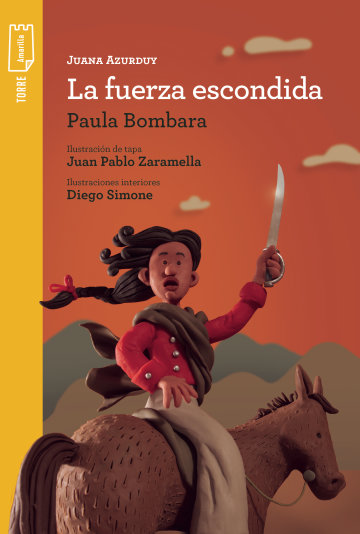 TORRE
Amarilla
JUANA AZURDUY
La fuerza escondida
Paula Bombara
Ilustración de tapa
Juan Pablo Zaramella
Ilustraciones interiores
Diego Simone